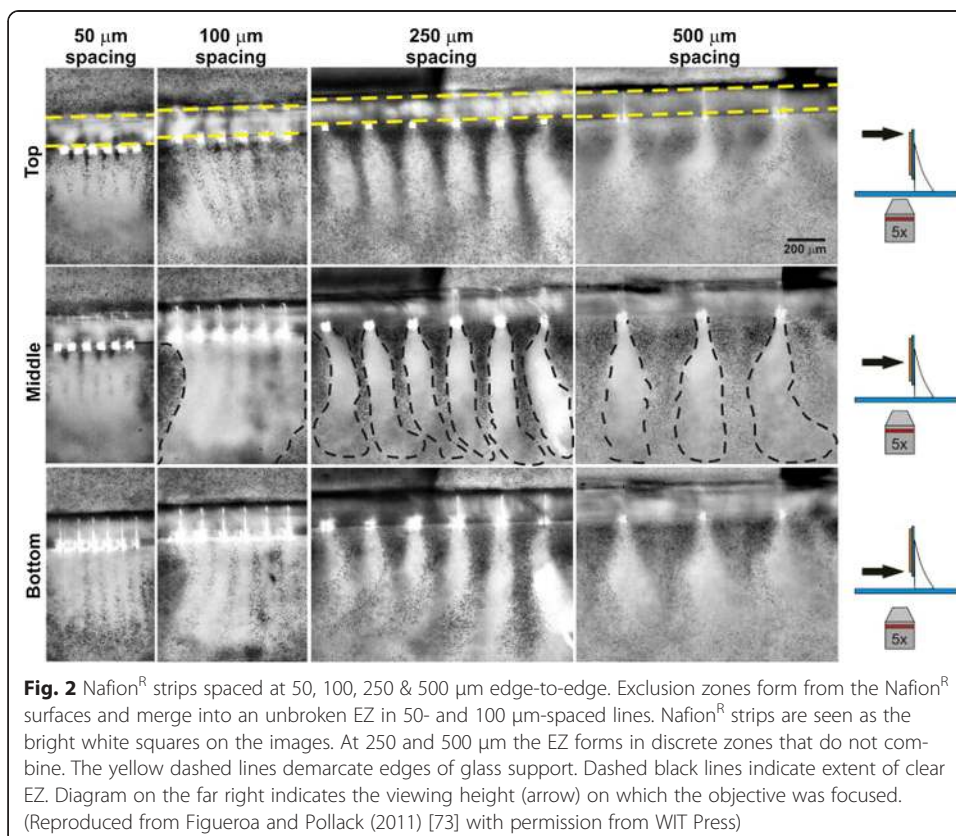 50 μm spacing
100 μm spacing
250 μm spacing
500 μm spacing
Top
200 μm
5x
Middle
5x
Bottom
5x
Fig. 2 Nafion^R strips spaced at 50, 100, 250 & 500 μm edge-to-edge. Exclusion zones form from the Nafion^R
surfaces and merge into an unbroken EZ in 50- and 100 μm-spaced lines. Nafion^R strips are seen as the
bright white squares on the images. At 250 and 500 μm the EZ forms in discrete zones that do not com-
bine. The yellow dashed lines demarcate edges of glass support. Dashed black lines indicate extent of clear
EZ. Diagram on the far right indicates the viewing height (arrow) on which the objective was focused.
(Reproduced from Figueroa and Pollack (2011) [73] with permission from WIT Press)